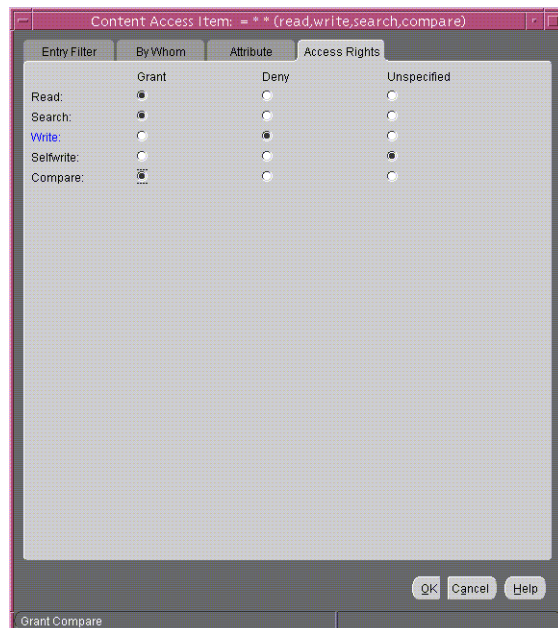 Content Access Item: = * * (read,write,search,compare)
Entry Filter By Whom Attribute Access Rights
Grant Deny Unspecified
Read:
Search:
Write:
Selfwrite:
Compare:
OK Cancel Help
Grant Compare